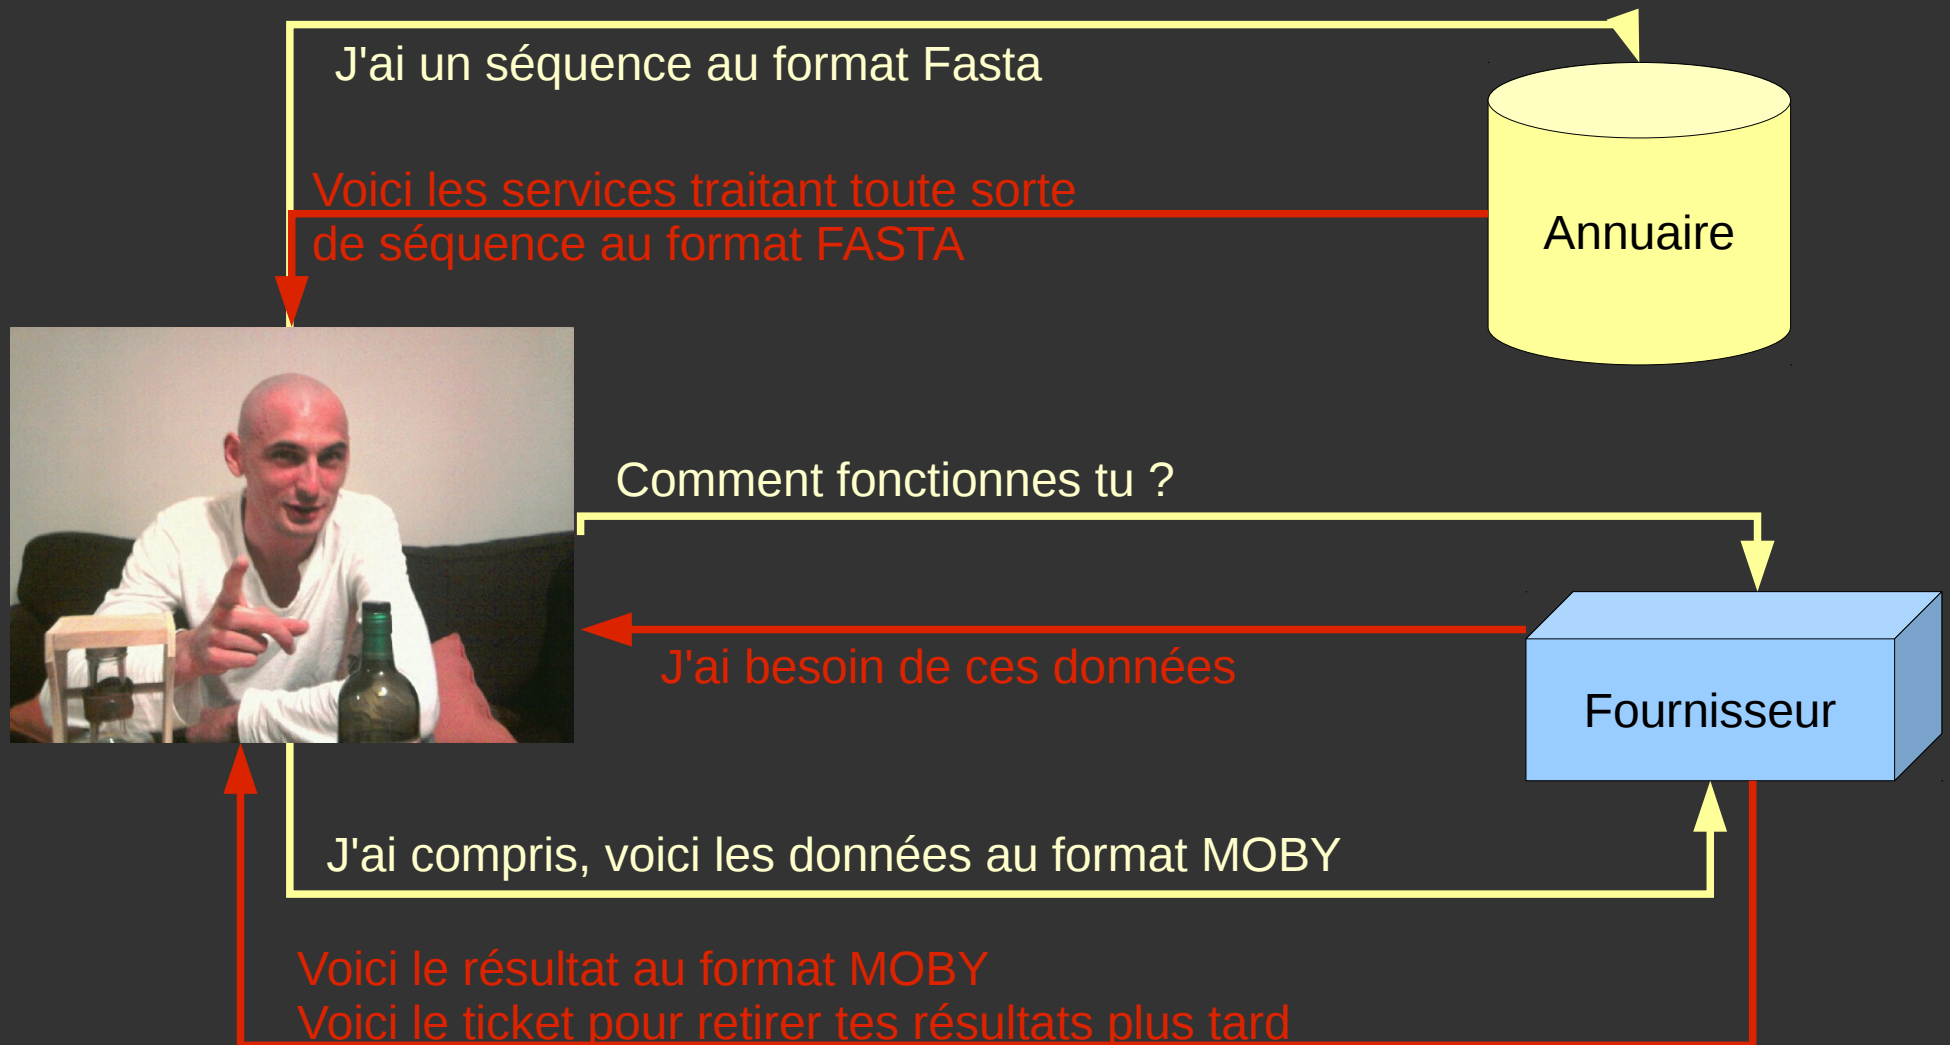 J'ai un séquence au format Fasta
Voici les services traitant toute sorte
de séquence au format FASTA
Annuaire
Comment fonctionnes tu ?
J'ai besoin de ces données
Fournisseur
J'ai compris, voici les données au format MOBY
Voici le résultat au format MOBY
Voici le ticket pour retirer tes résultats plus tard